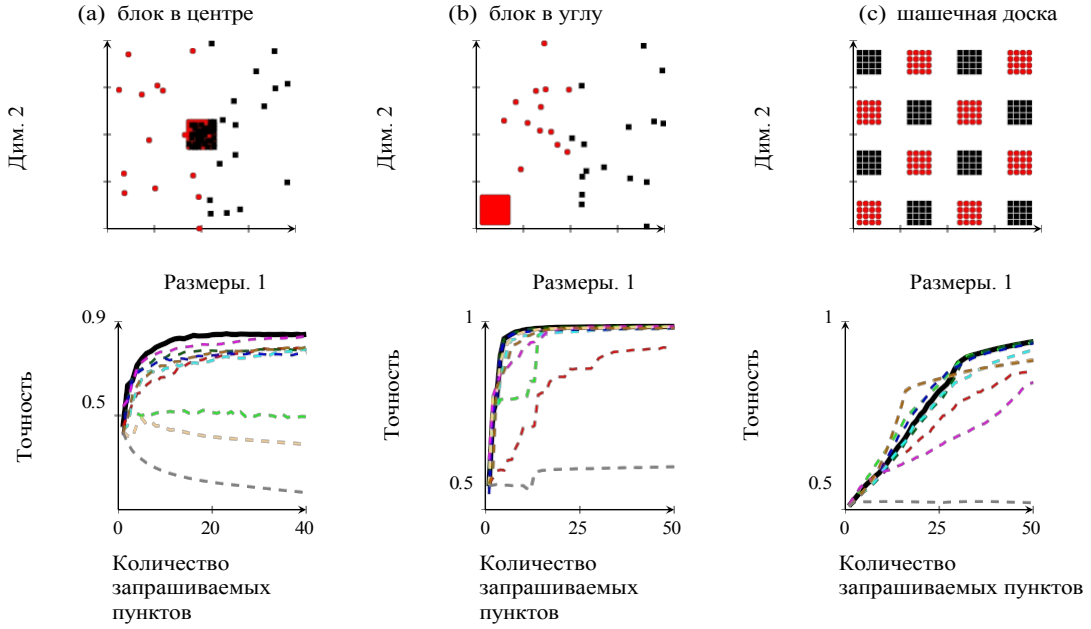 (a) блок в центре
(b) блок в углу
(c) шашечная доска
Дим. 2
Дим. 2
Дим. 2
Размеры. 1
Размеры. 1
Размеры. 1
0.9
0.5
Точность
0
20
40
Количество
запрашиваемых
пунктов
1
0.5
Точность
0
25
50
Количество
запрашиваемых
пунктов
1
0.5
Точность
0
25
50
Количество
запрашиваемых пунктов